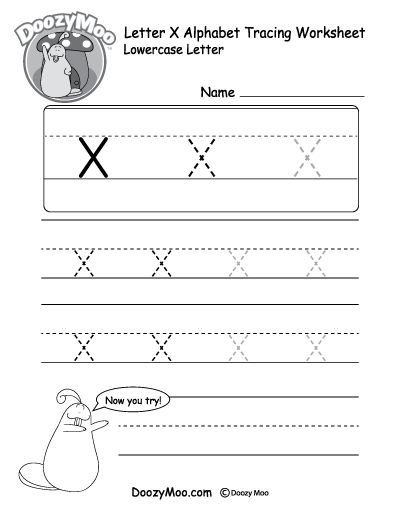 DOOZYMOO
Letter X Alphabet Tracing Worksheet
Lowercase Letter
Name
x x x
x x x x
x x x x
Now you try!
DoozyMoo.com © Doozy Moo